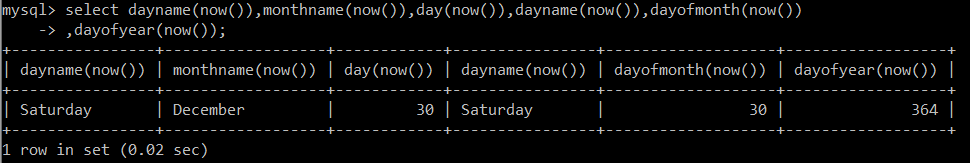 mysql> select dayname(now()),monthname(now()),day(now()),dayname(now()),dayofmonth(now())
    -> ,dayofyear(now());
+----------------+------------------+------------+----------------+-------------------+------------------+
| dayname(now()) | monthname(now()) | day(now()) | dayname(now()) | dayofmonth(now()) | dayofyear(now()) |
+----------------+------------------+------------+----------------+-------------------+------------------+
| Saturday       | December         |         30 | Saturday       |                30 |              364 |
+----------------+------------------+------------+----------------+-------------------+------------------+
1 row in set (0.02 sec)